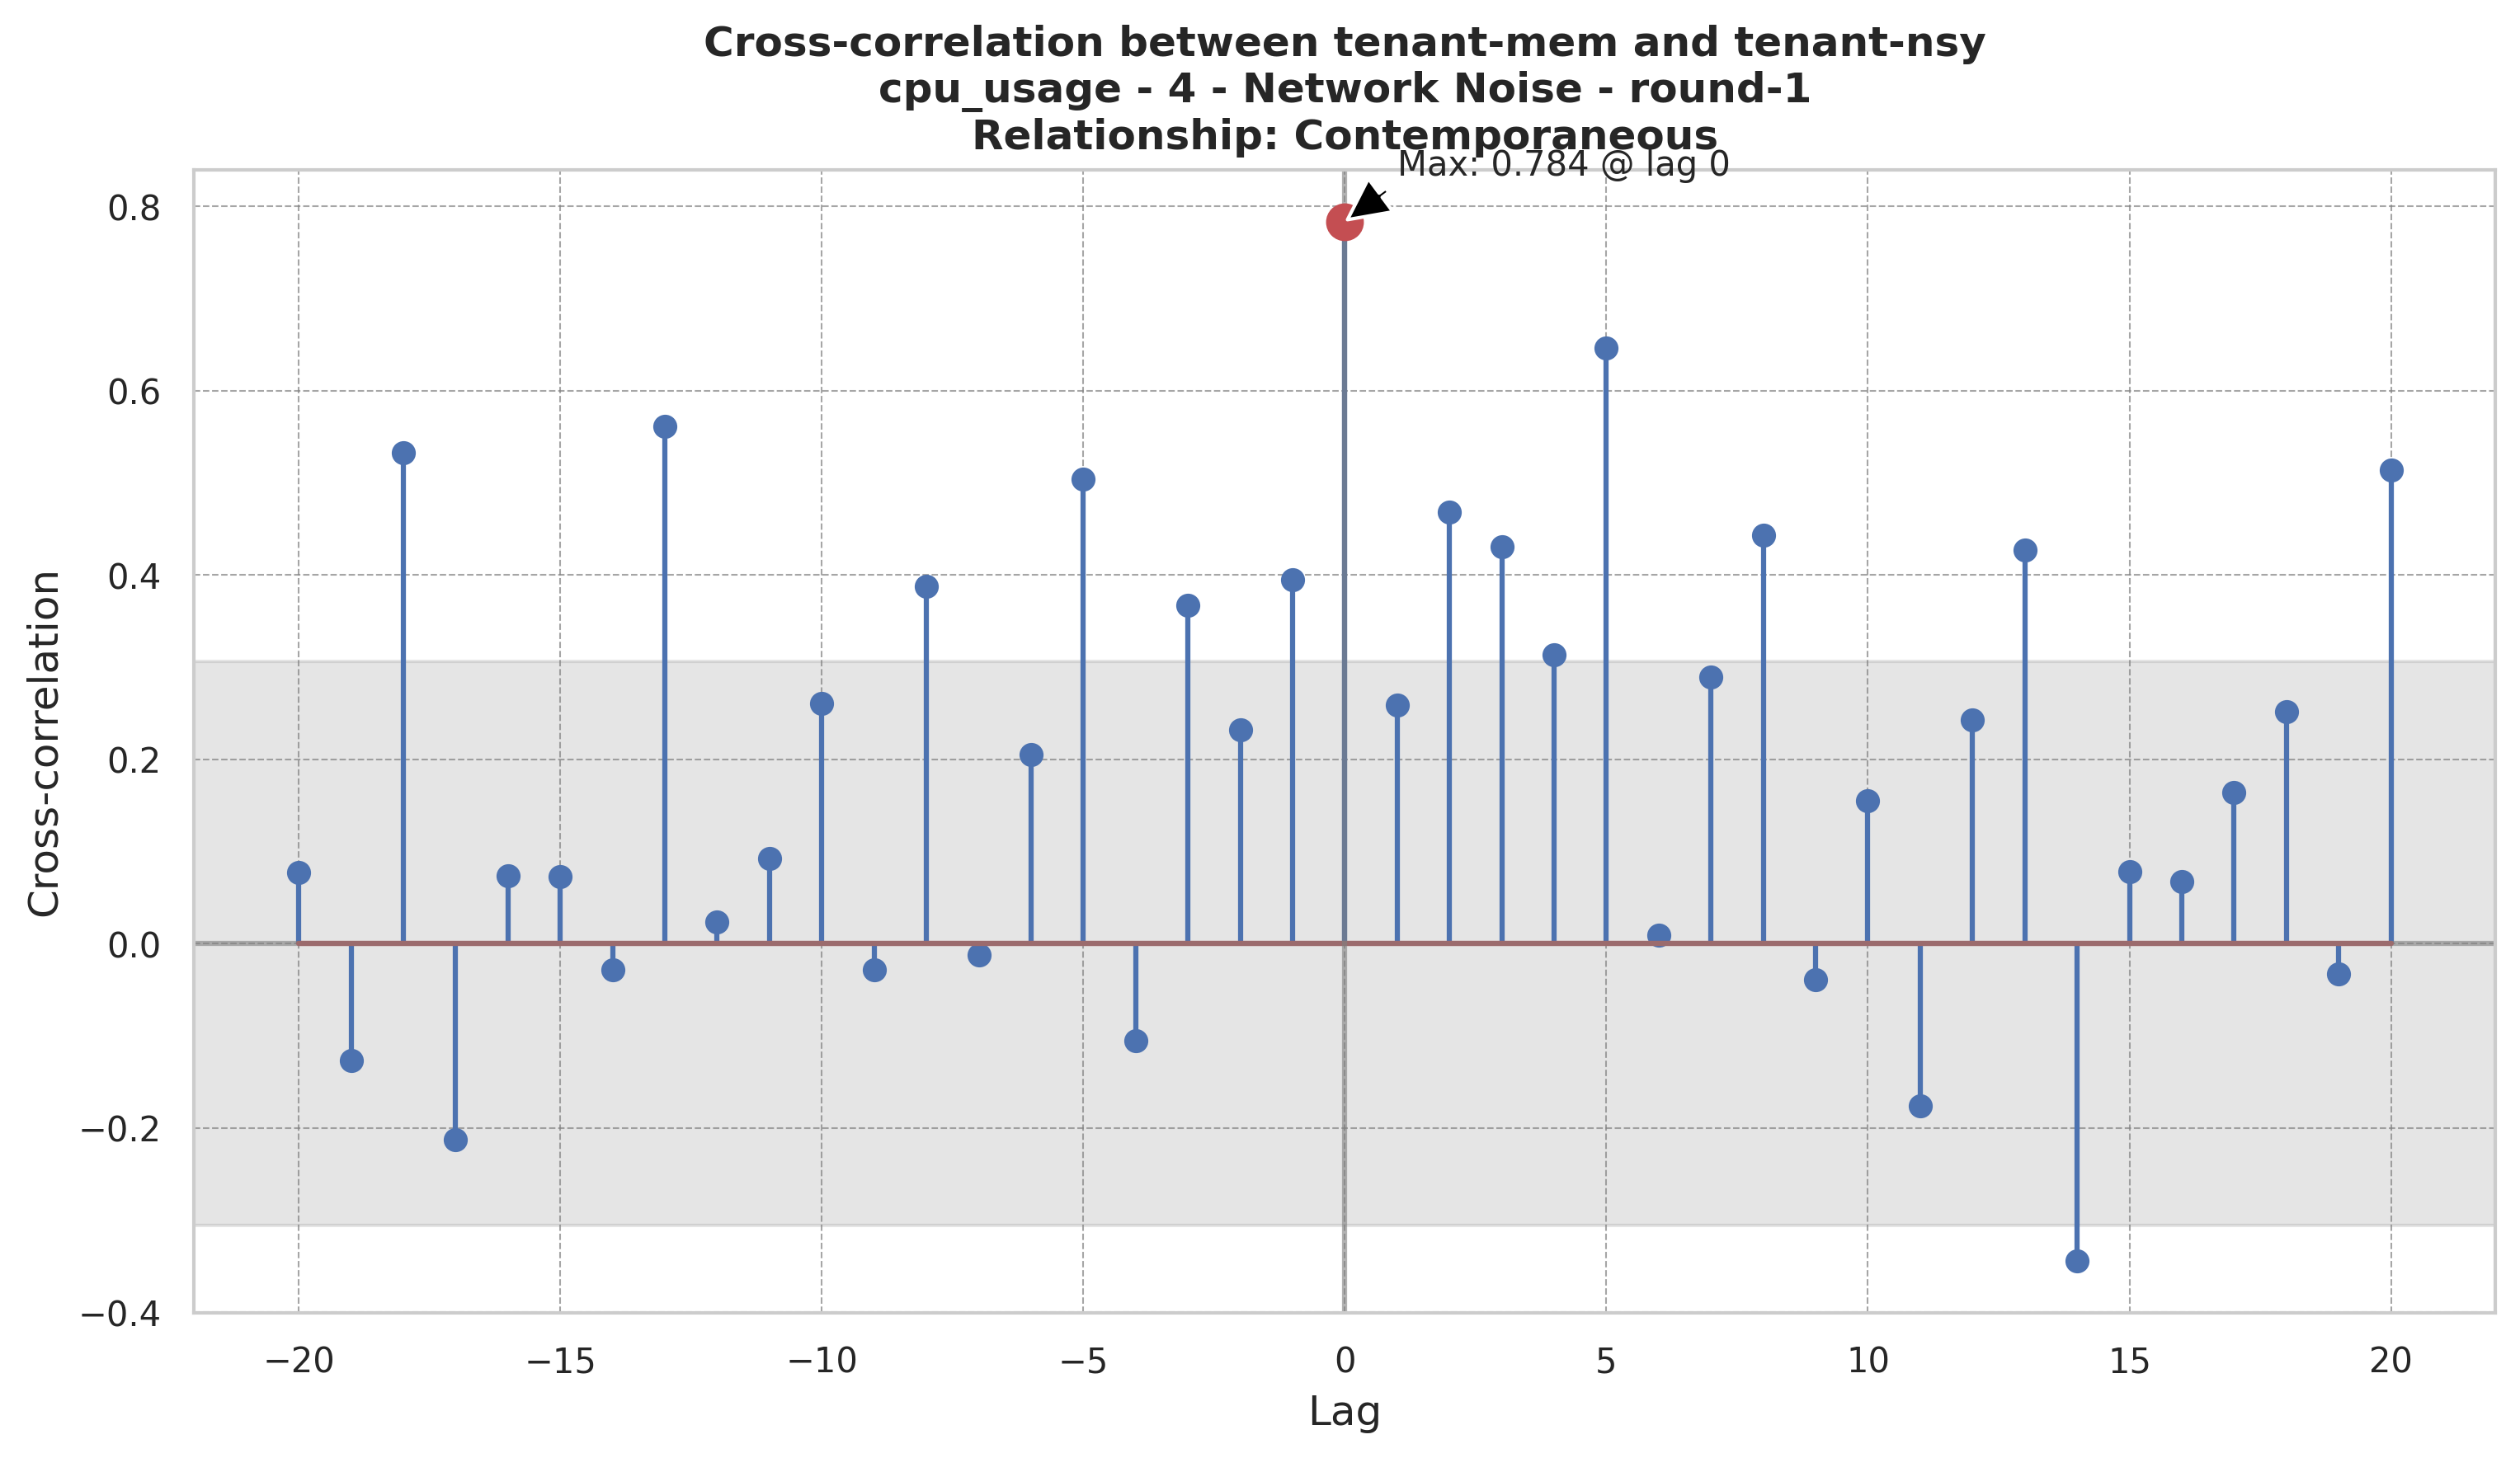 Cross-correlation between tenant-mem and tenant-nsy
cpu_usage - 4 - Network Noise - round-1
Relationship: Contemporaneous
Max: 0.784 @ lag 0
0.8
0.6
0.4
0.2
0.0
−0.2
−0.4
Cross-correlation
−20
−15
−10
−5
0
5
10
15
20
Lag